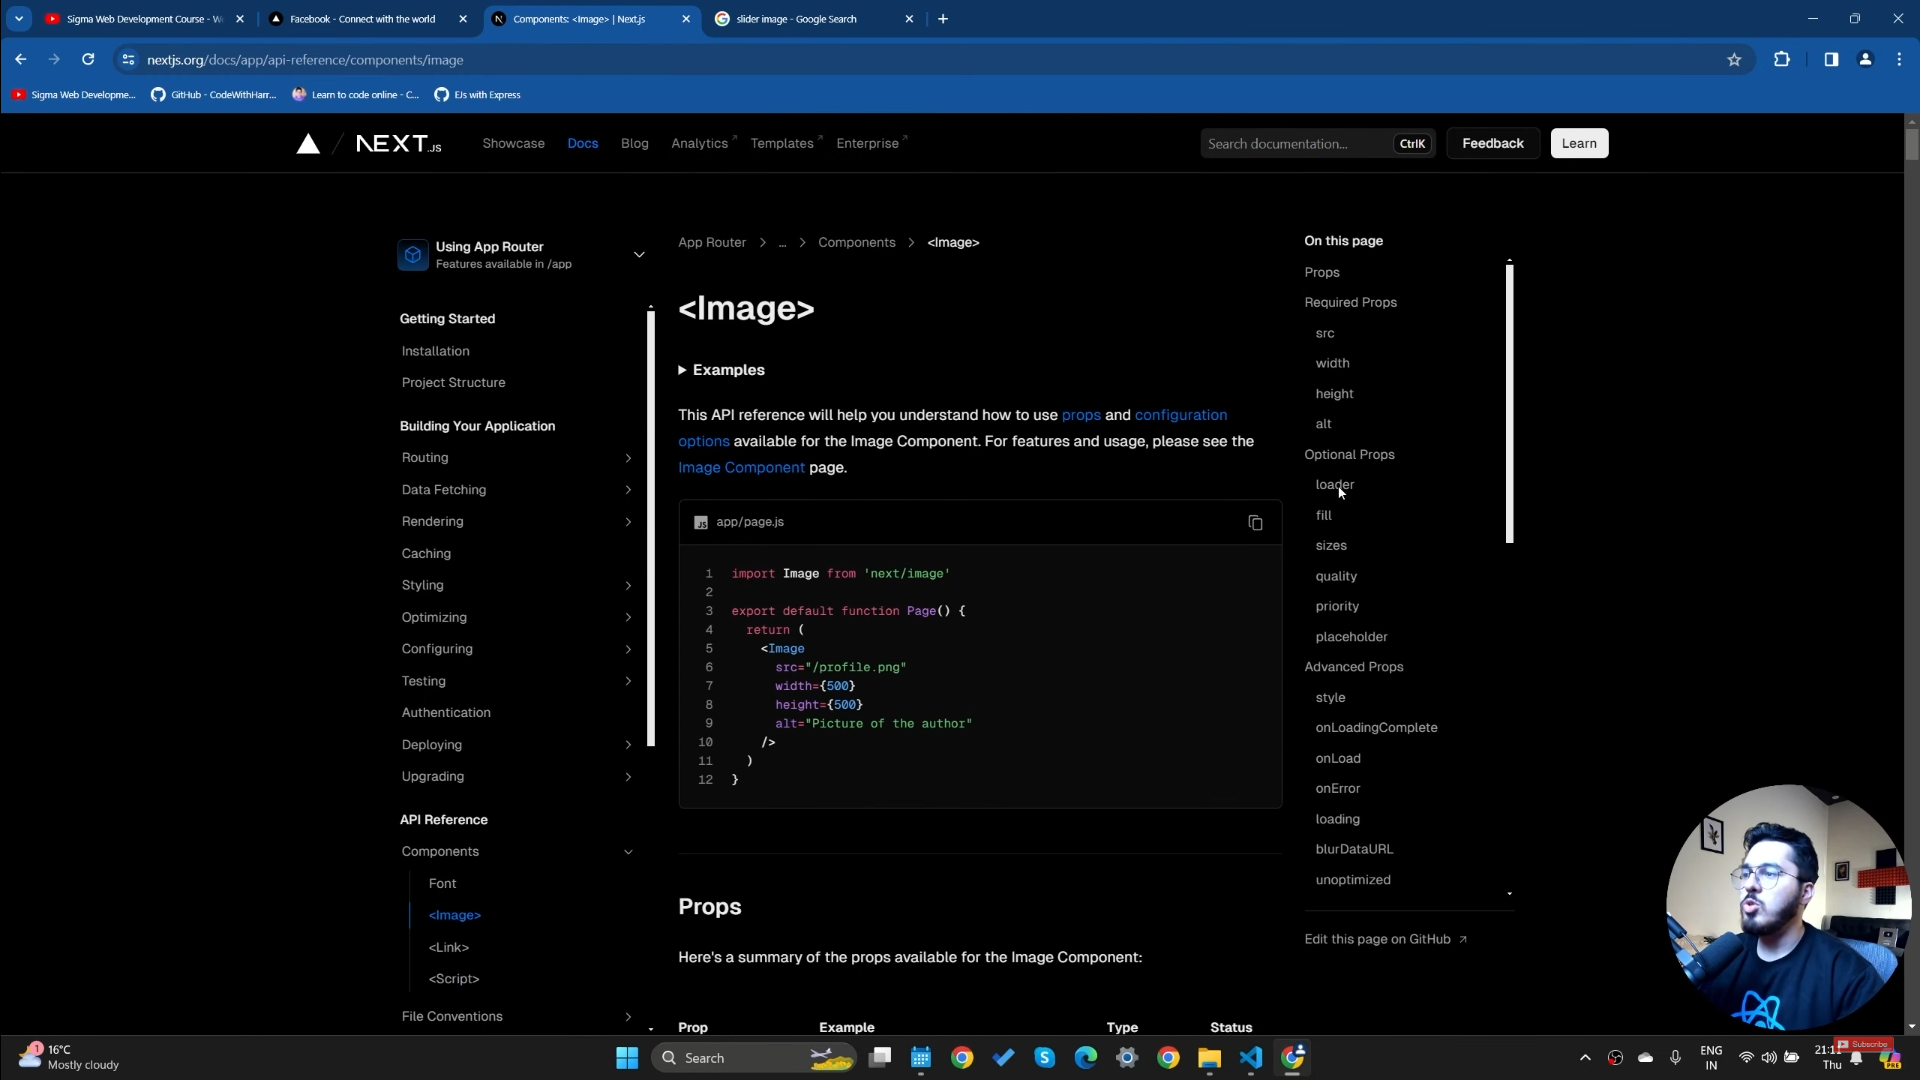 Sigma Web Development Course - W
Facebook - Connect with the world
Components: <Image> | Next.js
slider image - Google Search
nextjs.org/docs/app/api-reference/components/image
Sigma Web Developme...
GitHub - CodeWithHarr...
Learn to code online - C...
EJs with Express
NEXT.JS
Showcase
Docs
Blog
Analytics
Templates
Enterprise
Search documentation...
CtrlK
Feedback
Learn
Using App Router
Features available in /app
Getting Started
Installation
Project Structure
Building Your Application
Routing
Data Fetching
Rendering
Caching
Styling
Optimizing
Configuring
Testing
Authentication
Deploying
Upgrading
API Reference
Components
Font
<Image>
<Link>
<Script>
File Conventions
App Router > ... > Components > <Image>
<Image>
Examples
This API reference will help you understand how to use props and configuration
options available for the Image Component. For features and usage, please see the
Image Component page.
JS app/page.js
1 import Image from 'next/image'
2
3 export default function Page() {
4 return (
5 <Image
6 src="/profile.png"
7 width={500}
8 height={500}
9 alt="Picture of the author"
10 />
11 )
12 }
Props
Here's a summary of the props available for the Image Component:
Prop Example Type Status
On this page
Props
Required Props
src
width
height
alt
Optional Props
loader
fill
sizes
quality
priority
placeholder
Advanced Props
style
onLoadingComplete
onLoad
onError
loading
blurDataURL
unoptimized
Edit this page on GitHub
1
16°C
Mostly cloudy
Search
ENG
IN
21:11
Thu
Subscribe
PRE